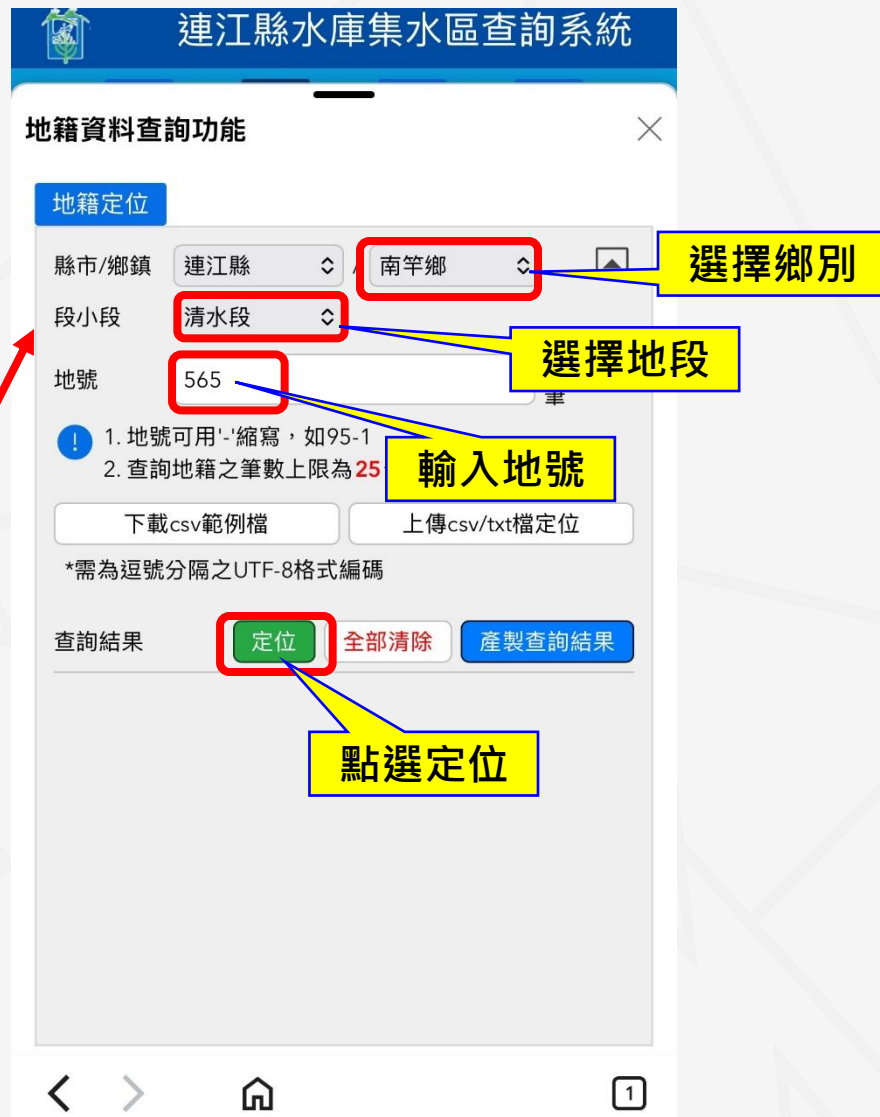 連江縣水庫集水區查詢系統
地籍資料查詢功能
地籍定位
縣市/鄉鎮 連江縣 / 南竿鄉
選擇鄉別
段小段 清水段
選擇地段
地號 565
筆
1. 地號可用'-'縮寫，如95-1
2. 查詢地籍之筆數上限為25
輸入地號
下載csv範例檔 上傳csv/txt檔定位
*需為逗號分隔之UTF-8格式編碼
查詢結果 定位 全部清除 產製查詢結果
點選定位
1